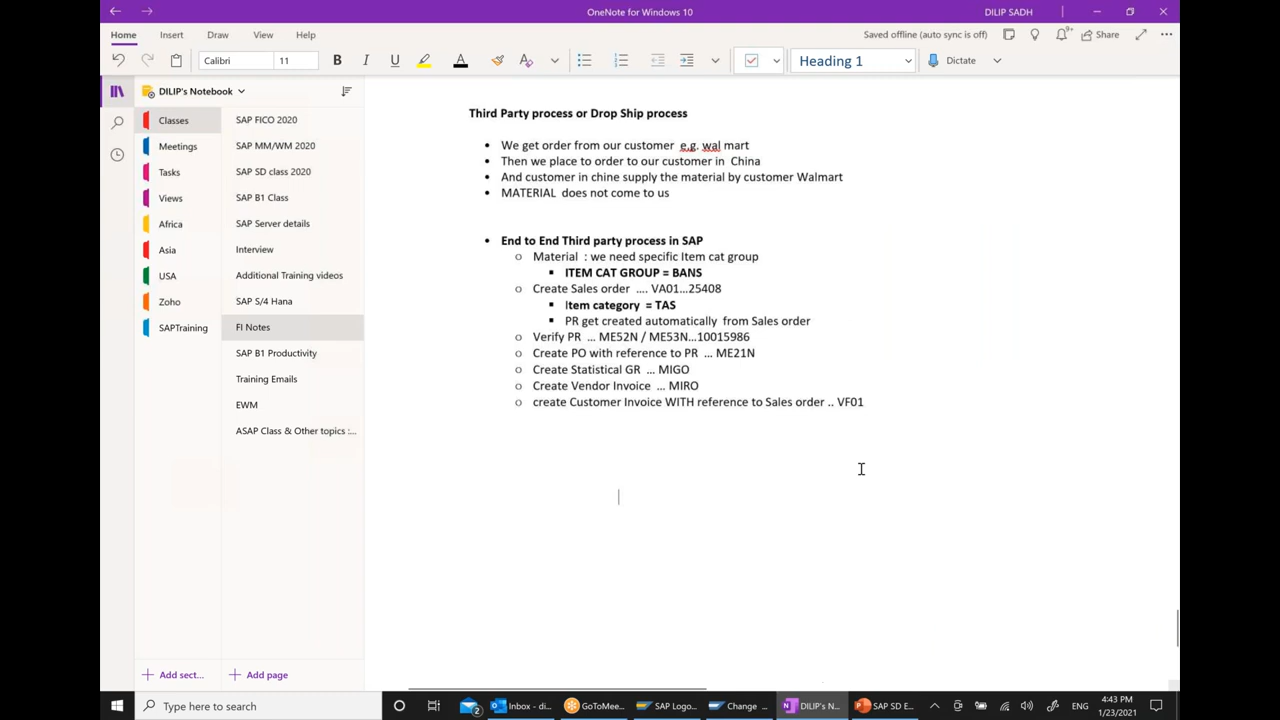 OneNote for Windows 10
DILIP SADH
Home Insert Draw View Help
Saved offline (auto sync is off)
Share
Calibri 11 B I U A Heading 1 Dictate
DILIP's Notebook
Classes
Meetings
Tasks
Views
Africa
Asia
USA
Zoho
SAPTraining
SAP FICO 2020
SAP MM/WM 2020
SAP SD class 2020
SAP B1 Class
SAP Server details
Interview
Additional Training videos
SAP S/4 Hana
FI Notes
SAP B1 Productivity
Training Emails
EWM
ASAP Class & Other topics :...
Third Party process or Drop Ship process
• We get order from our customer e.g. wal mart
• Then we place to order to our customer in China
• And customer in chine supply the material by customer Walmart
• MATERIAL does not come to us
• End to End Third party process in SAP
o Material : we need specific Item cat group
▪ ITEM CAT GROUP = BANS
o Create Sales order .... VA01...25408
▪ Item category = TAS
▪ PR get created automatically from Sales order
o Verify PR ... ME52N / ME53N...10015986
o Create PO with reference to PR ... ME21N
o Create Statistical GR ... MIGO
o Create Vendor Invoice ... MIRO
o create Customer Invoice WITH reference to Sales order .. VF01
+ Add sect...
+ Add page
Type here to search
2
Inbox - di...
GoToMee...
SAP Logo...
Change ...
DILIP's N...
SAP SD E...
ENG
4:43 PM
1/23/2021